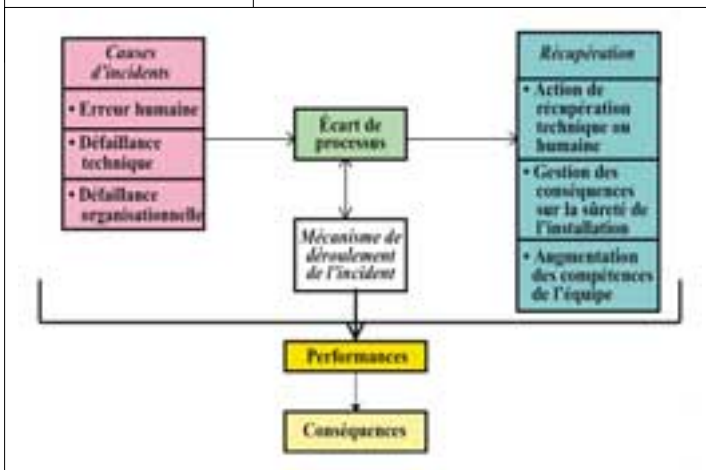 Causes
d'incidents
• Erreur humaine
• Défaillance
technique
• Défaillance
organisationnelle
Écart de
processus
Mécanisme de
déroulement
de l'incident
Récupération
• Action de
récupération
technique ou
humaine
• Gestion des
conséquences
sur la sûreté de
l'installation
• Augmentation
des compétences
de l'équipe
Performances
Conséquences